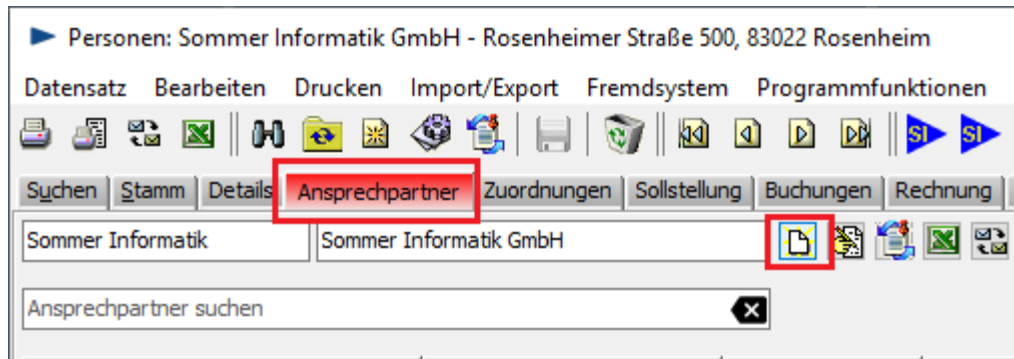 Personen: Sommer Informatik GmbH - Rosenheimer Straße 500, 83022 Rosenheim
Datensatz Bearbeiten Drucken Import/Export Fremdsystem Programmfunktionen
SI SI
Suchen Stamm Details Ansprechpartner Zuordnungen Sollstellung Buchungen Rechnung
Sommer Informatik Sommer Informatik GmbH
Ansprechpartner suchen